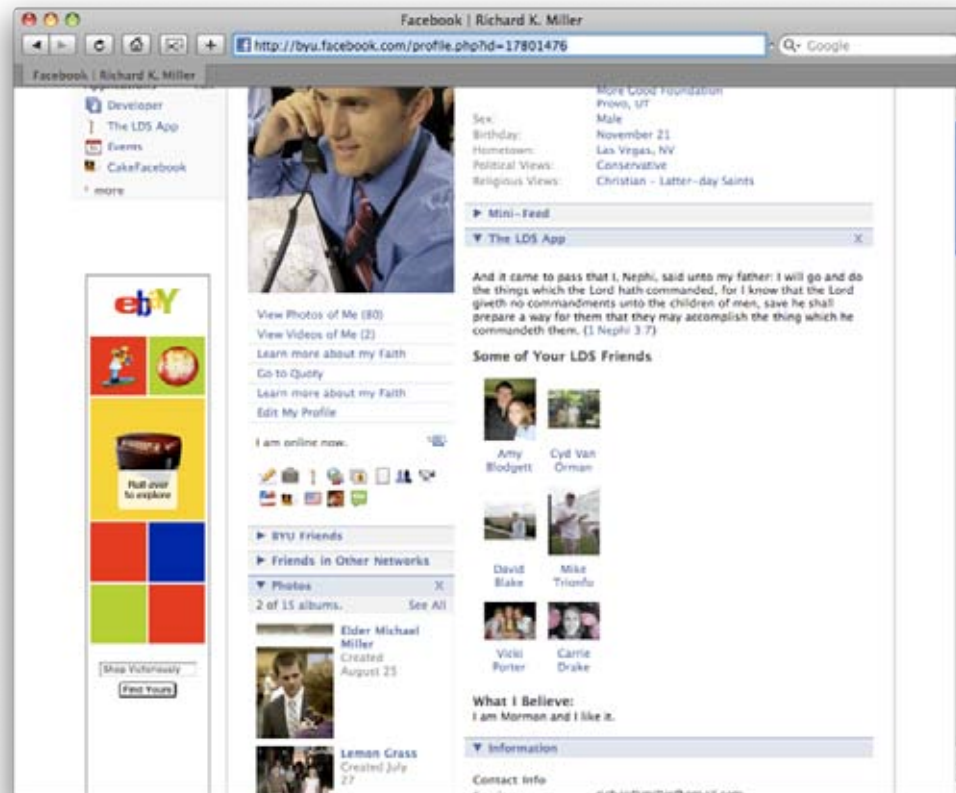 Facebook | Richard K. Miller
http://byu.facebook.com/profile.php?id=17801476
Google
Facebook | Richard K. Miller
Developer
The LDS App
Events
CakeFacebook
more
ebay
Roll over
to explore
Shop Victoriously
Find Yours
View Photos of Me (80)
View Videos of Me (2)
Learn more about my Faith
Go to Quoty
Learn more about my Faith
Edit My Profile
I am online now.
BYU Friends
Friends in Other Networks
Photos X
2 of 15 albums. See All
Elder Michael
Miller
Created
August 25
Lemon Grass
Created July
27
More Good Foundation
Provo, UT
Sex: Male
Birthday: November 21
Hometown: Las Vegas, NV
Political Views: Conservative
Religious Views: Christian - Latter-day Saints
Mini-Feed
The LDS App X
And it came to pass that I, Nephi, said unto my father: I will go and do
the things which the Lord hath commanded, for I know that the Lord
giveth no commandments unto the children of men, save he shall
prepare a way for them that they may accomplish the thing which he
commandeth them. (1 Nephi 3:7)
Some of Your LDS Friends
Amy
Blodgett
Cyd Van
Orman
David
Blake
Mike
Trionfo
Vicki
Porter
Carrie
Drake
What I Believe:
I am Mormon and I like it.
Information
Contact Info